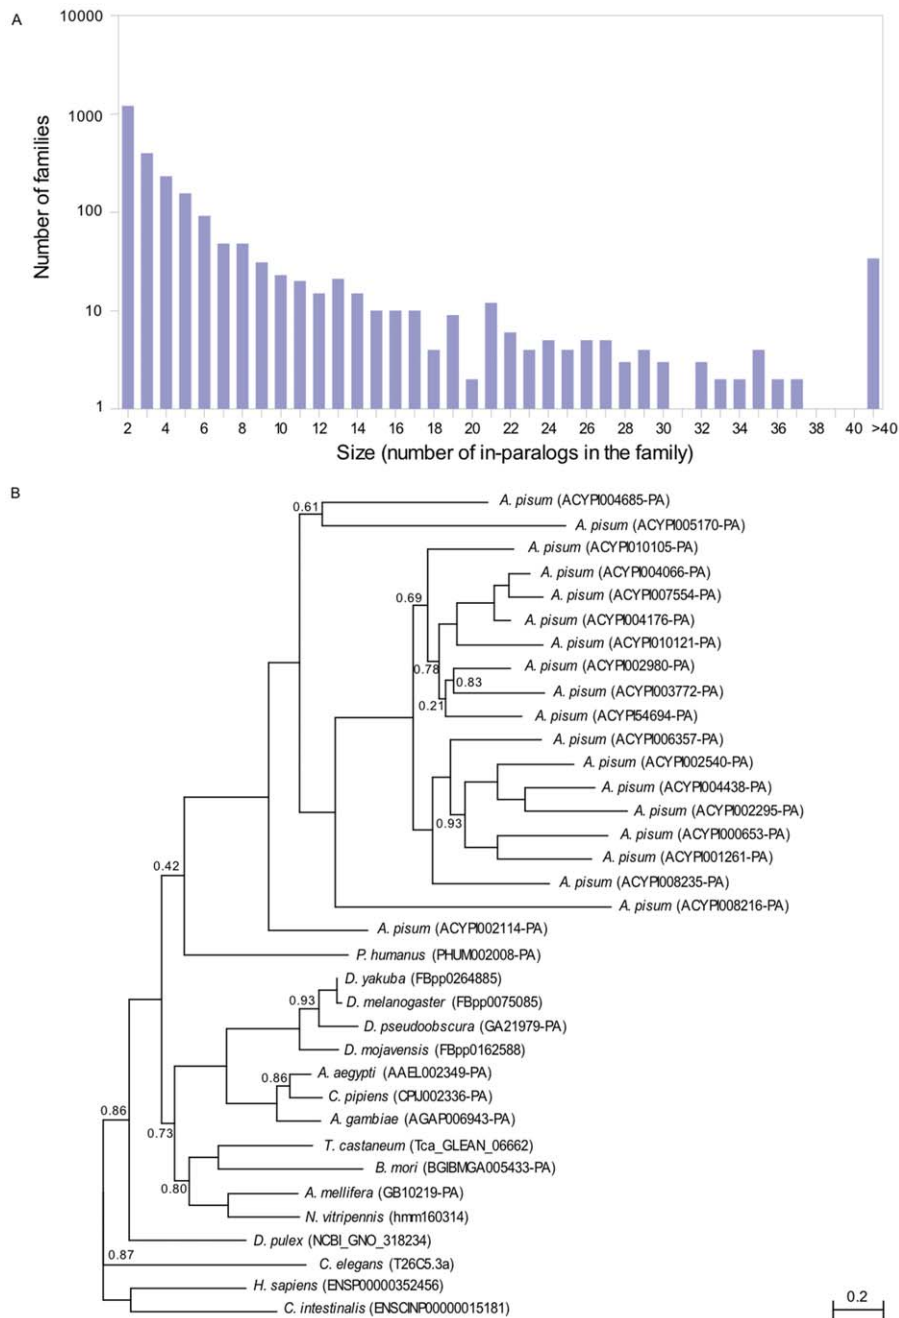 A
10000
1000
100
10
1
Number of families
2 4 6 8 10 12 14 16 18 20 22 24 26 28 30 32 34 36 38 40 >40
Size (number of in-paralogs in the family)
B
0.61
A. pisum (ACYPI004685-PA)
A. pisum (ACYPI005170-PA)
A. pisum (ACYPI010105-PA)
A. pisum (ACYPI004066-PA)
0.69
A. pisum (ACYPI007554-PA)
A. pisum (ACYPI004176-PA)
A. pisum (ACYPI010121-PA)
0.78
A. pisum (ACYPI002980-PA)
0.83
A. pisum (ACYPI003772-PA)
0.21
A. pisum (ACYPI54694-PA)
A. pisum (ACYPI006357-PA)
A. pisum (ACYPI002540-PA)
A. pisum (ACYPI004438-PA)
A. pisum (ACYPI002295-PA)
0.93
A. pisum (ACYPI000653-PA)
A. pisum (ACYPI001261-PA)
0.42
A. pisum (ACYPI008235-PA)
A. pisum (ACYPI008216-PA)
A. pisum (ACYPI002114-PA)
P. humanus (PHUM002008-PA)
D. yakuba (FBpp0264885)
0.93
D. melanogaster (FBpp0075085)
D. pseudoobscura (GA21979-PA)
D. mojavensis (FBpp0162588)
0.86
A. aegypti (AAEL002349-PA)
C. pipiens (CPIJ002336-PA)
0.86
A. gambiae (AGAP006943-PA)
0.73
T. castaneum (Tca_GLEAN_06662)
B. mori (BGIBMGA005433-PA)
0.80
A. mellifera (GB10219-PA)
N. vitripennis (hmm160314)
D. pulex (NCBI_GNO_318234)
0.87
C. elegans (T26C5.3a)
H. sapiens (ENSP00000352456)
C. intestinalis (ENSCINP00000015181)
0.2